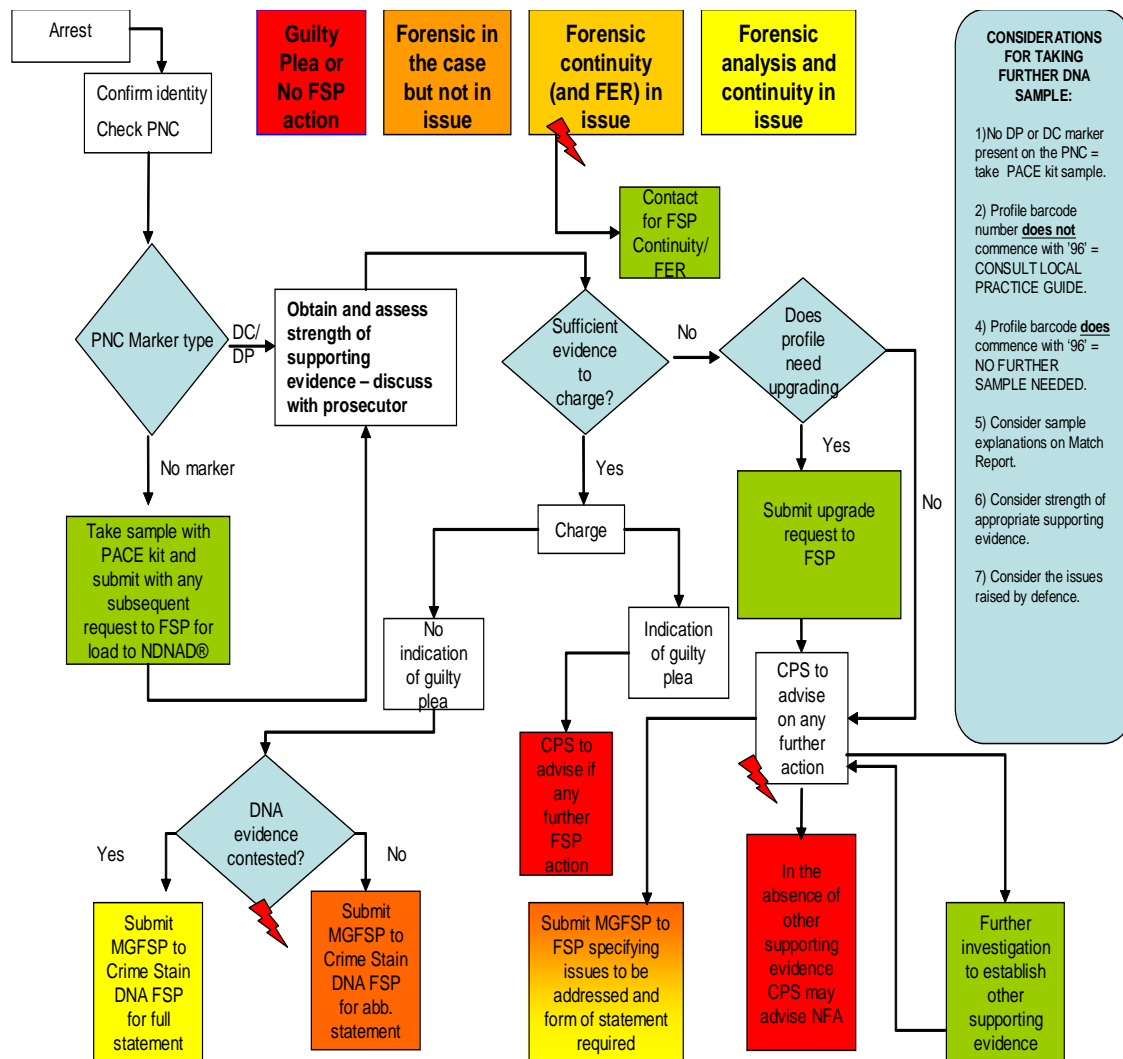 Arrest
Confirm identity
Check PNC
Guilty
Plea or
No FSP
action
Forensic in
the case
but not in
issue
Forensic
continuity
(and FER) in
issue
Forensic
analysis and
continuity in
issue
Contact
for FSP
Continuity/
FER
PNC Marker type
DC/
DP
Obtain and assess
strength of
supporting
evidence – discuss
with prosecutor
Sufficient
evidence
to
charge?
No
Does
profile
need
upgrading
No marker
Yes
Yes
No
Take sample with
PACE kit and
submit with any
subsequent
request to FSP for
load to NDNAD®
Charge
Submit upgrade
request to
FSP
No
indication
of guilty
plea
Indication
of guilty
plea
CPS to
advise
on any
further
action
CPS to
advise if
any
further
FSP
action
DNA
evidence
contested?
Yes
No
Submit
MGFSP to
Crime Stain
DNA FSP
for full
statement
Submit
MGFSP to
Crime Stain
DNA FSP
for abb.
statement
Submit MGFSP to
FSP specifying
issues to be
addressed and
form of statement
required
In the
absence of
other
supporting
evidence
CPS may
advise NFA
Further
investigation
to establish
other
supporting
evidence
CONSIDERATIONS
FOR TAKING
FURTHER DNA
SAMPLE:
1)No DP or DC marker
present on the PNC =
take PACE kit sample.
2) Profile barcode
number does not
commence with '96' =
CONSULT LOCAL
PRACTICE GUIDE.
4) Profile barcode does
commence with ‘96’ =
NO FURTHER
SAMPLE NEEDED.
5) Consider sample
explanations on Match
Report.
6) Consider strength of
appropriate supporting
evidence.
7) Consider the issues
raised by defence.